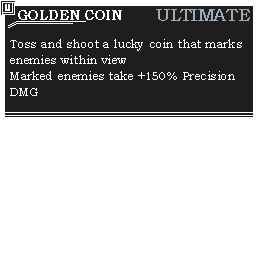 U
GOLDEN COIN ULTIMATE
Toss and shoot a lucky coin that marks
enemies within view
Marked enemies take +150% Precision
DMG